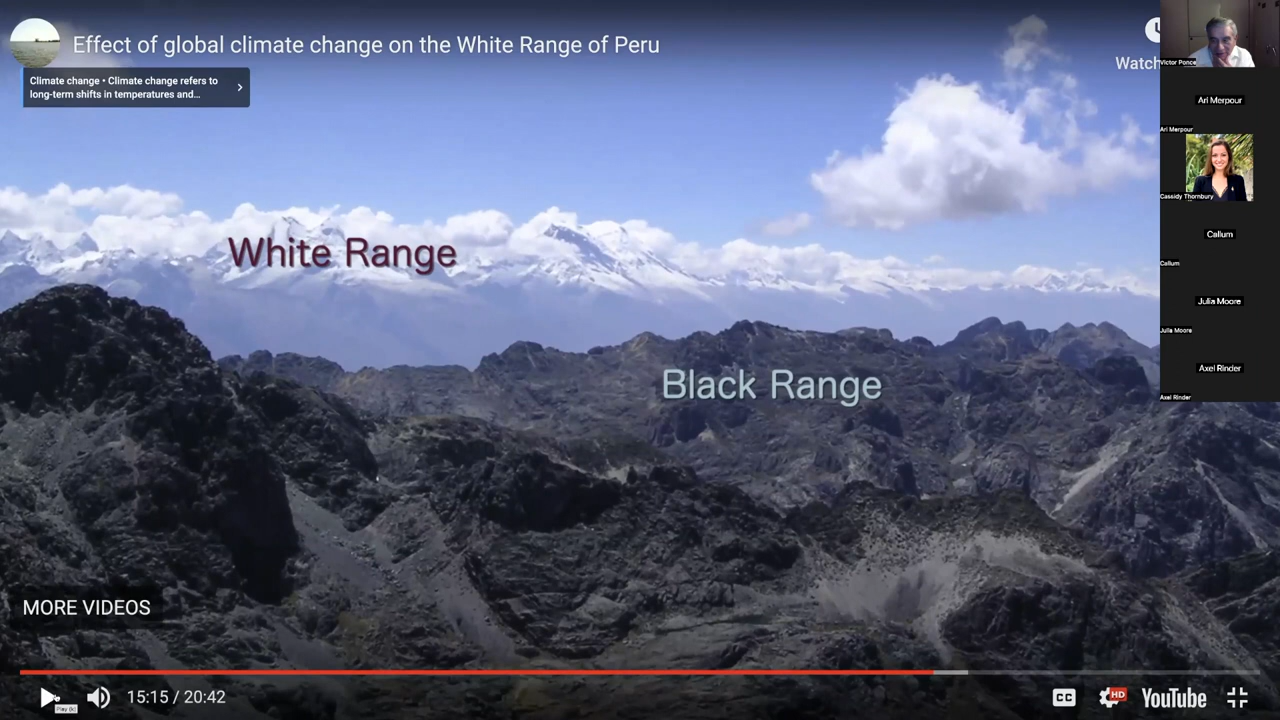 Effect of global climate change on the White Range of Peru
Watch
Climate change • Climate change refers to
long-term shifts in temperatures and...
White Range
Black Range
MORE VIDEOS
Play (k)
15:15 / 20:42
CC
HD
YouTube
Victor Ponce
Ari Merpour
Ari Merpour
Cassidy Thornbury
Callum
Callum
Julia Moore
Julia Moore
Axel Rinder
Axel Rinder